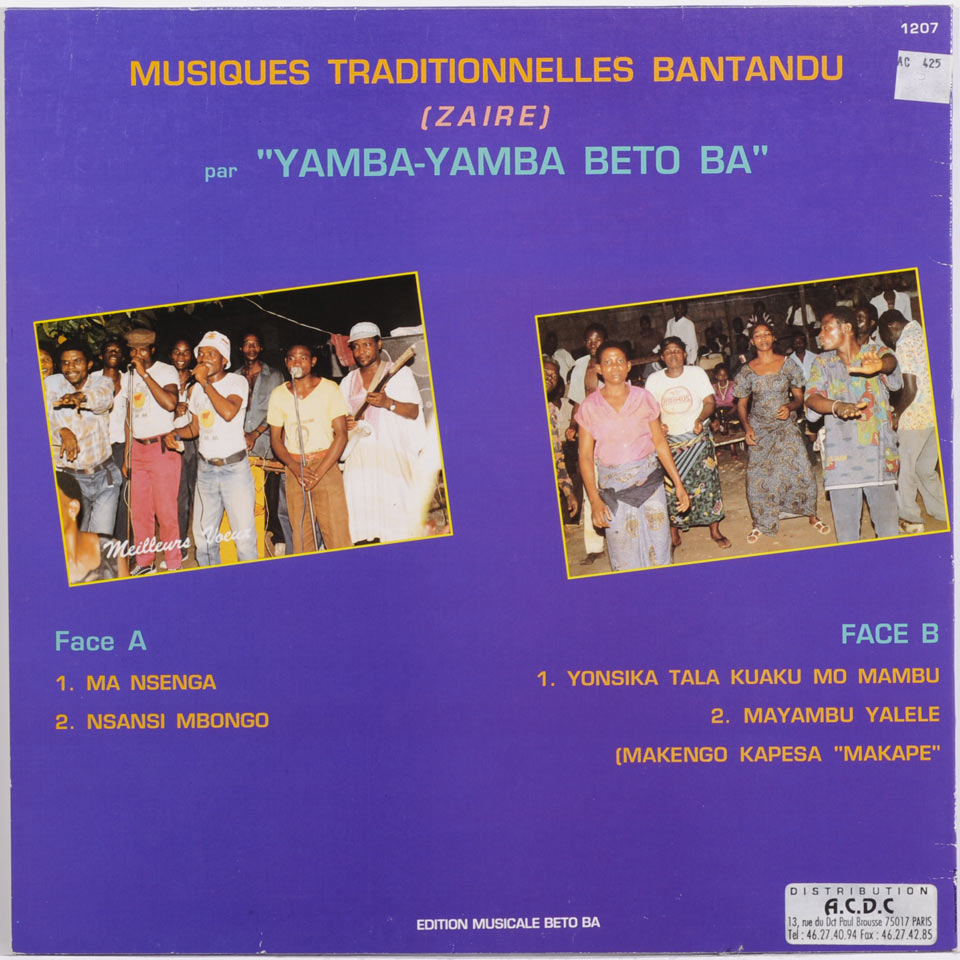 1207
AC 425
MUSIQUES TRADITIONNELLES BANTANDU
(ZAIRE)
par "YAMBA-YAMBA BETO BA"
Meilleurs Voeux
Face A
1. MA NSENGA
2. NSANSI MBONGO
FACE B
1. YONSIKA TALA KUAKU MO MAMBU
2. MAYAMBU YALELE
(MAKENGO KAPESA "MAKAPE"
EDITION MUSICALE BETO BA
DISTRIBUTION
A.C.D.C
13, rue du Dct Paul Brousse 75017 PARIS
Tel : 46.27.40.94 Fax : 46.27.42.85